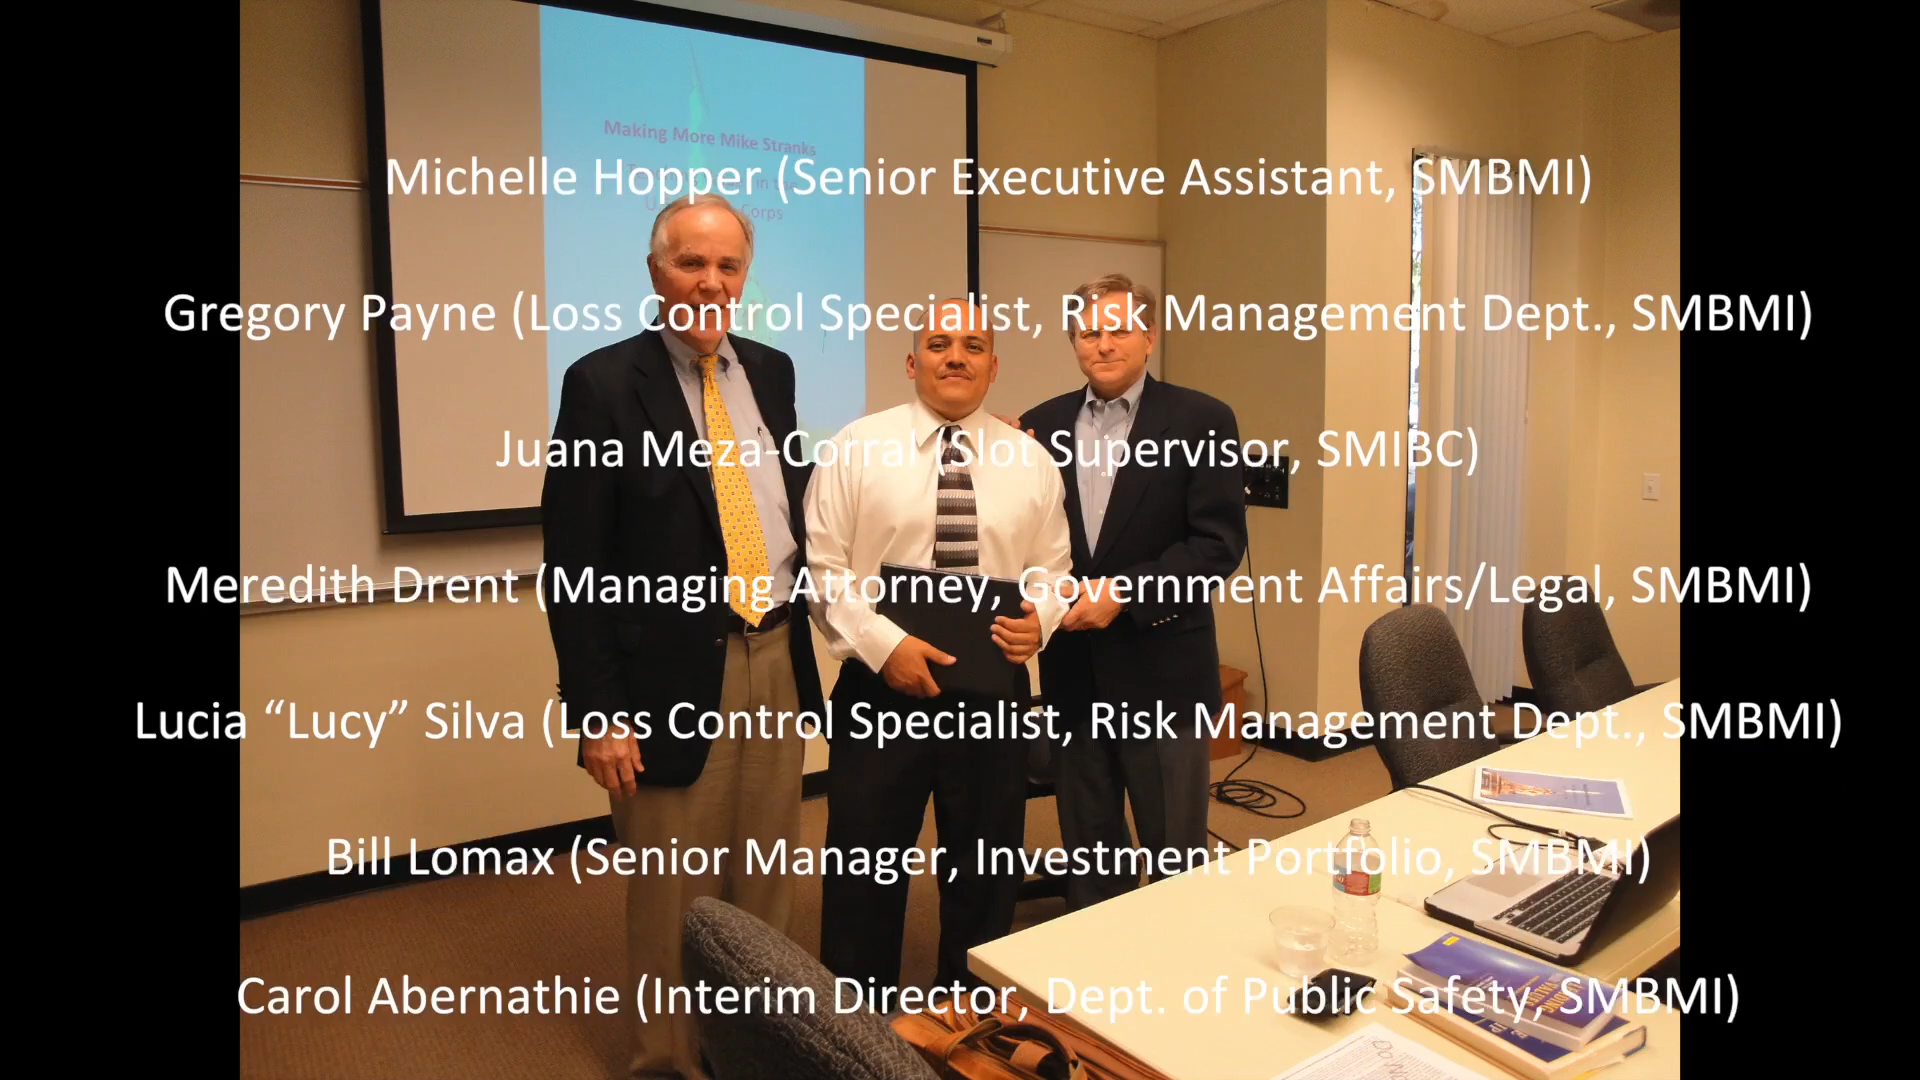 Making More Mike Stranks
Michelle Hopper (Senior Executive Assistant, SMBMI)
Corps
Gregory Payne (Loss Control Specialist, Risk Management Dept., SMBMI)
Juana Meza-Corral (Slot Supervisor, SMIBC)
Meredith Drent (Managing Attorney, Government Affairs/Legal, SMBMI)
Lucia “Lucy” Silva (Loss Control Specialist, Risk Management Dept., SMBMI)
Bill Lomax (Senior Manager, Investment Portfolio, SMBMI)
Carol Abernathie (Interim Director, Dept. of Public Safety, SMBMI)